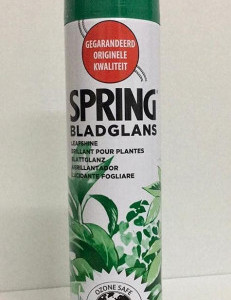 GEGARANDEERD
ORIGINELE
KWALITEIT
SPRING
BLADGLANS
LEAFSHINE
BRILLANT POUR PLANTES
BLATTGLANZ
ABRILLANTADOR
LUCIDANTE FOGLIARE
OZONE SAFE